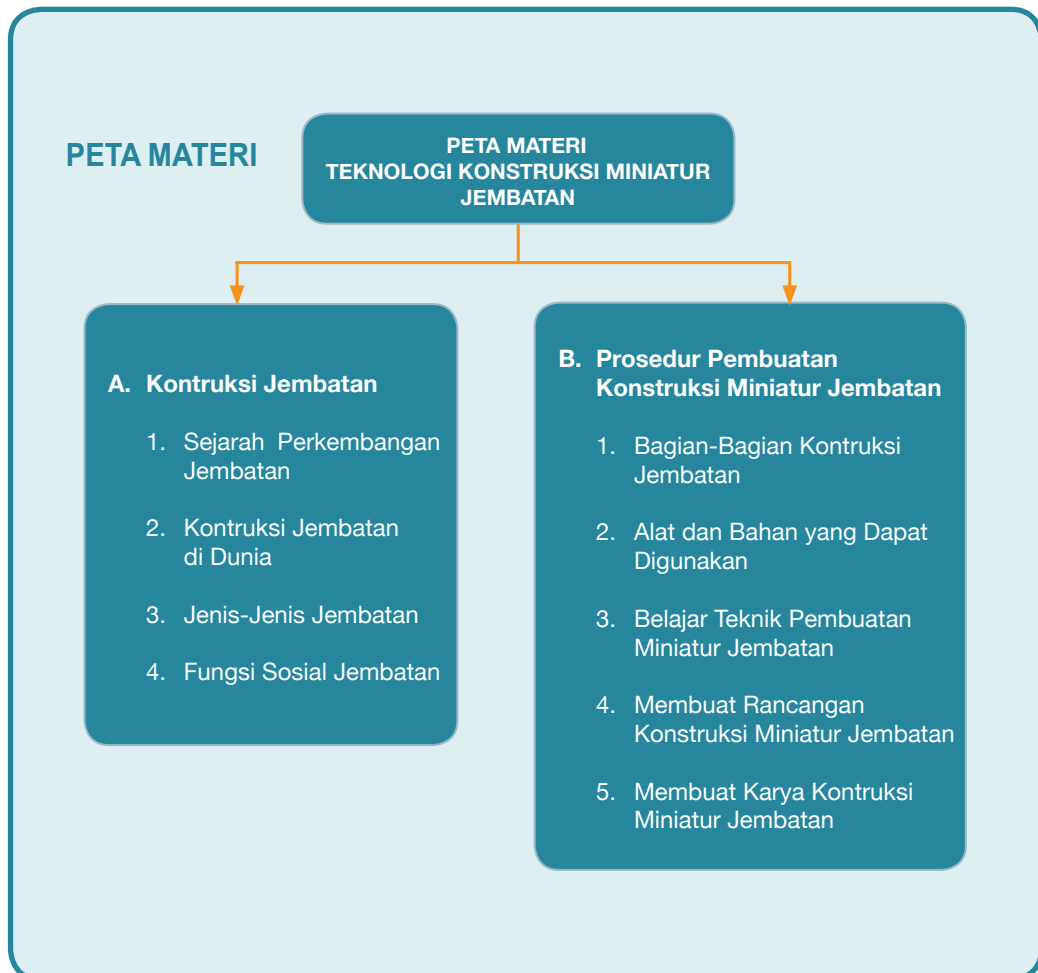 PETA MATERI
PETA MATERI
TEKNOLOGI KONSTRUKSI MINIATUR
JEMBATAN
A. Kontruksi Jembatan
1. Sejarah Perkembangan
Jembatan
2. Kontruksi Jembatan
di Dunia
3. Jenis-Jenis Jembatan
4. Fungsi Sosial Jembatan
B. Prosedur Pembuatan
Konstruksi Miniatur Jembatan
1. Bagian-Bagian Kontruksi
Jembatan
2. Alat dan Bahan yang Dapat
Digunakan
3. Belajar Teknik Pembuatan
Miniatur Jembatan
4. Membuat Rancangan
Konstruksi Miniatur Jembatan
5. Membuat Karya Kontruksi
Miniatur Jembatan